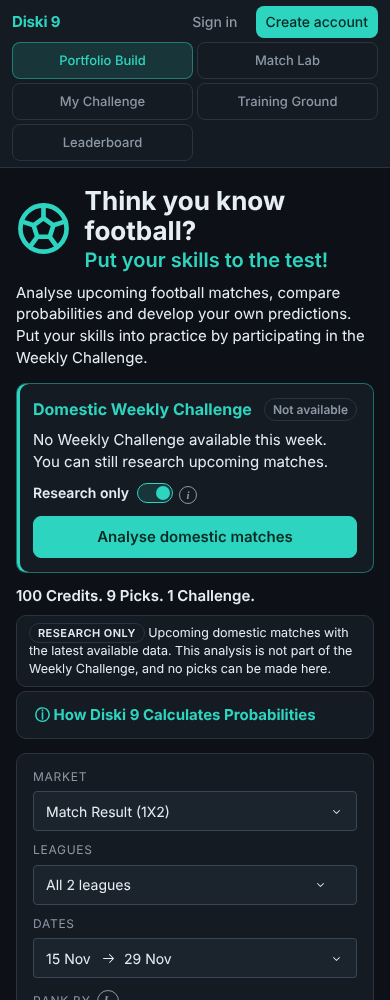 Diski 9
Sign in
Create account
Portfolio Build
Match Lab
My Challenge
Training Ground
Leaderboard
Think you know
football?
Put your skills to the test!
Analyse upcoming football matches, compare
probabilities and develop your own predictions.
Put your skills into practice by participating in the
Weekly Challenge.
Domestic Weekly Challenge
Not available
No Weekly Challenge available this week.
You can still research upcoming matches.
Research only
i
Analyse domestic matches
100 Credits. 9 Picks. 1 Challenge.
RESEARCH ONLY Upcoming domestic matches with
the latest available data. This analysis is not part of the
Weekly Challenge, and no picks can be made here.
ⓘ How Diski 9 Calculates Probabilities
MARKET
Match Result (1X2)
LEAGUES
All 2 leagues
DATES
15 Nov → 29 Nov
RANK BY